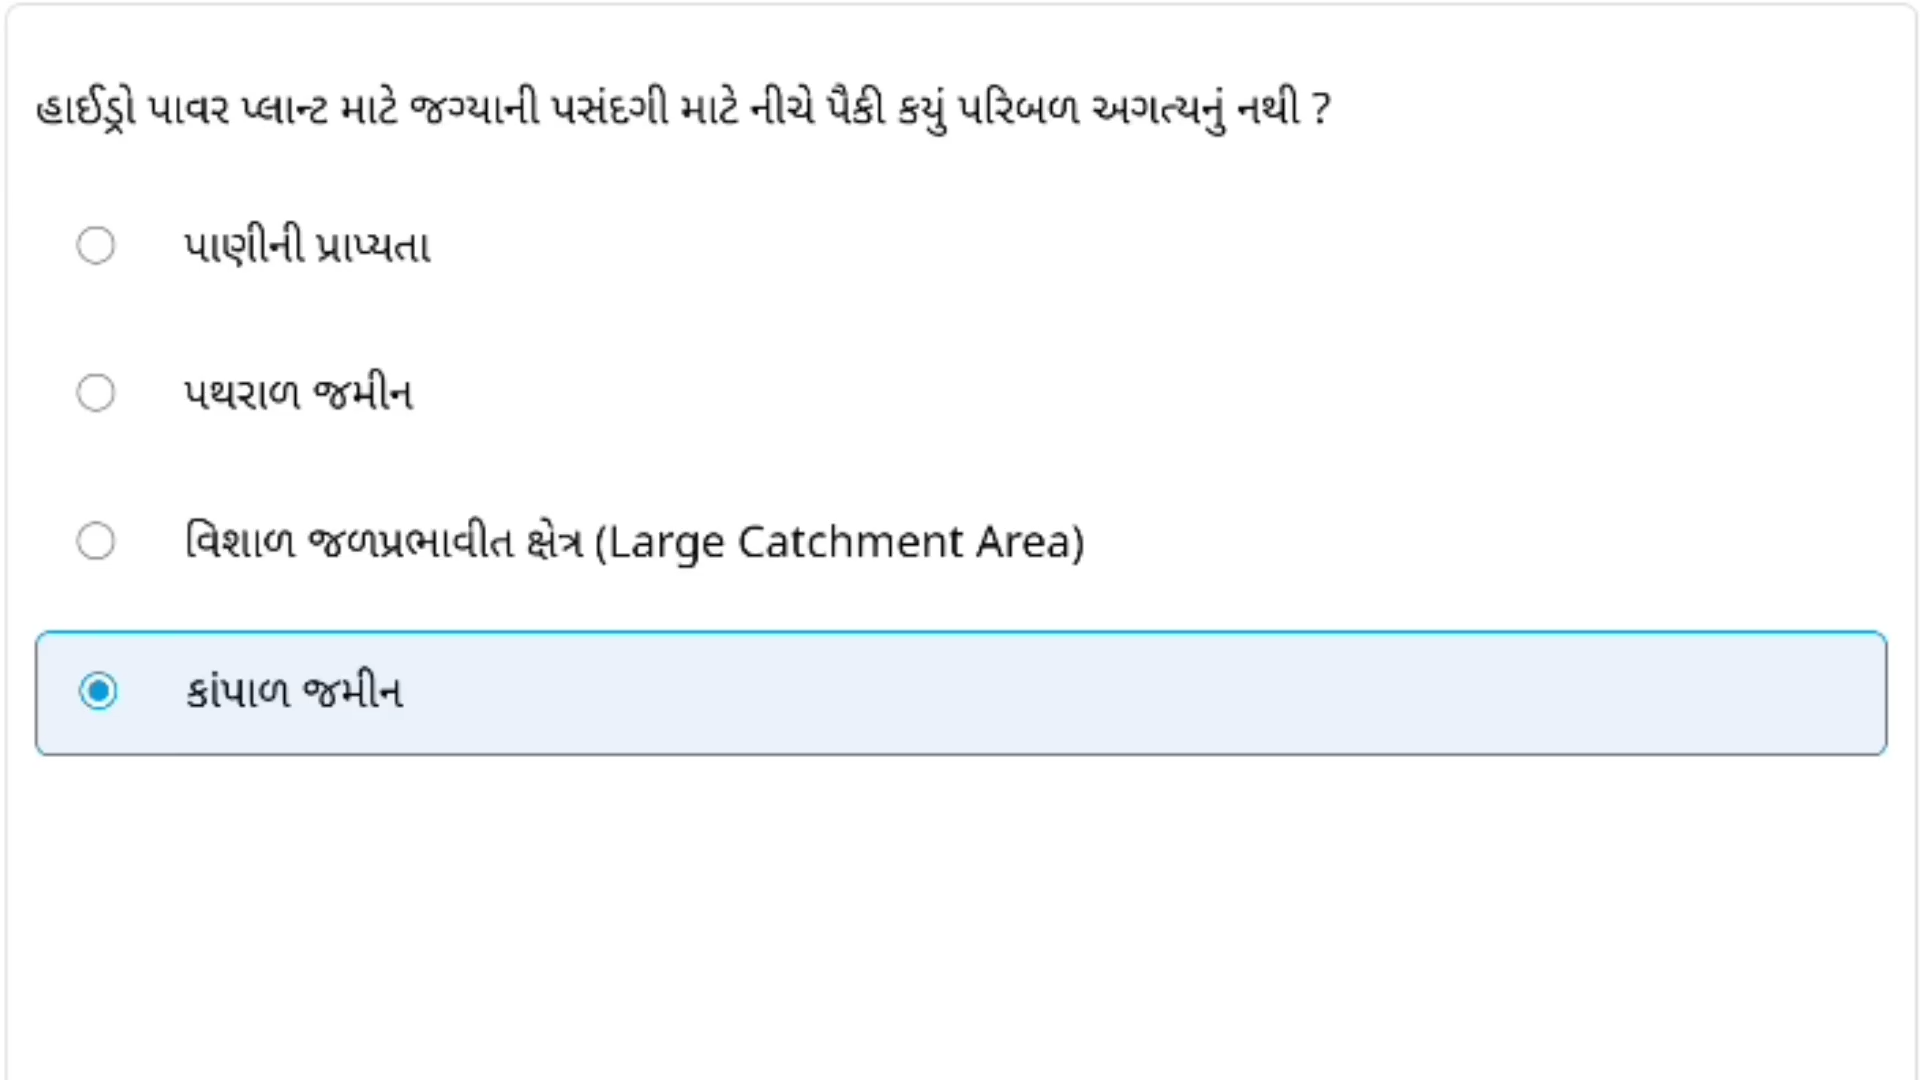 હાઈડ્રો પાવર પ્લાન્ટ માટે જગ્યાની પસંદગી માટે નીચે પૈકી કયું પરિબળ અગત્યનું નથી ?
પાણીની પ્રાપ્યતા
પથરાળ જમીન
વિશાળ જળપ્રભાવીત ક્ષેત્ર (Large Catchment Area)
કાંપાળ જમીન